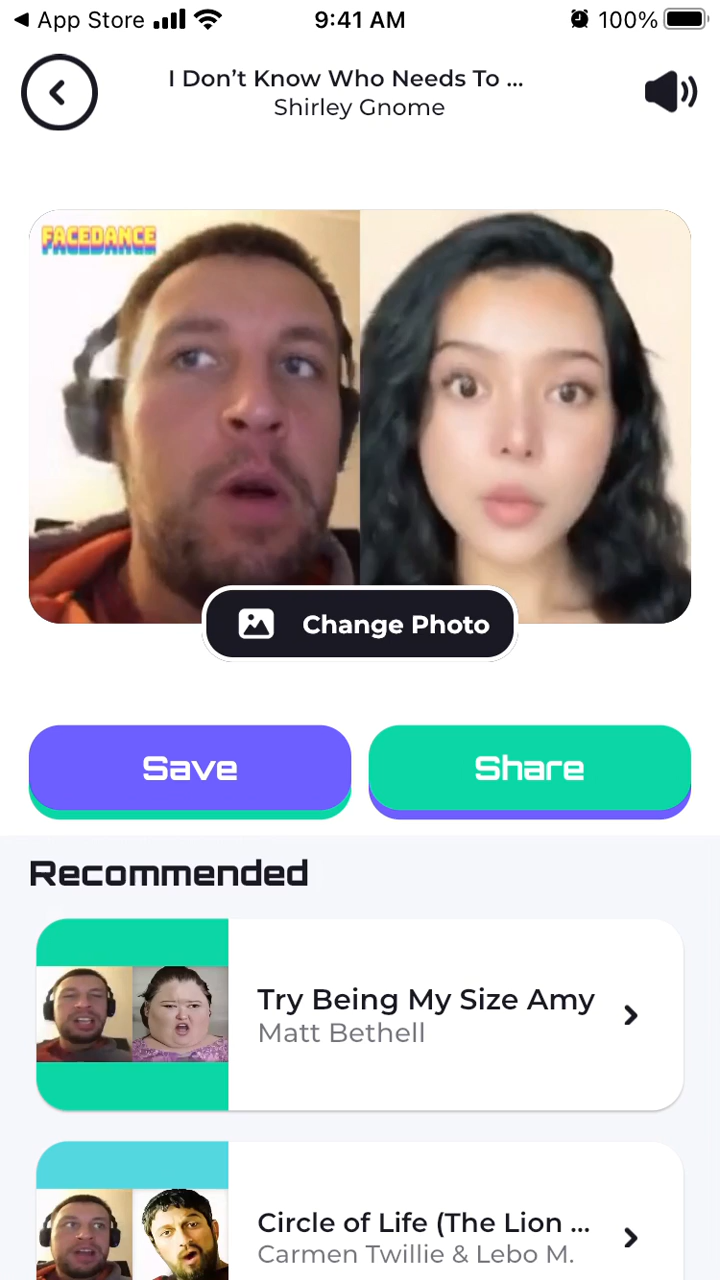 App Store 9:41 AM 100%
I Don’t Know Who Needs To ...
Shirley Gnome
FACEDANCE
Change Photo
Save
Share
Recommended
Try Being My Size Amy
Matt Bethell
Circle of Life (The Lion ...
Carmen Twillie & Lebo M.